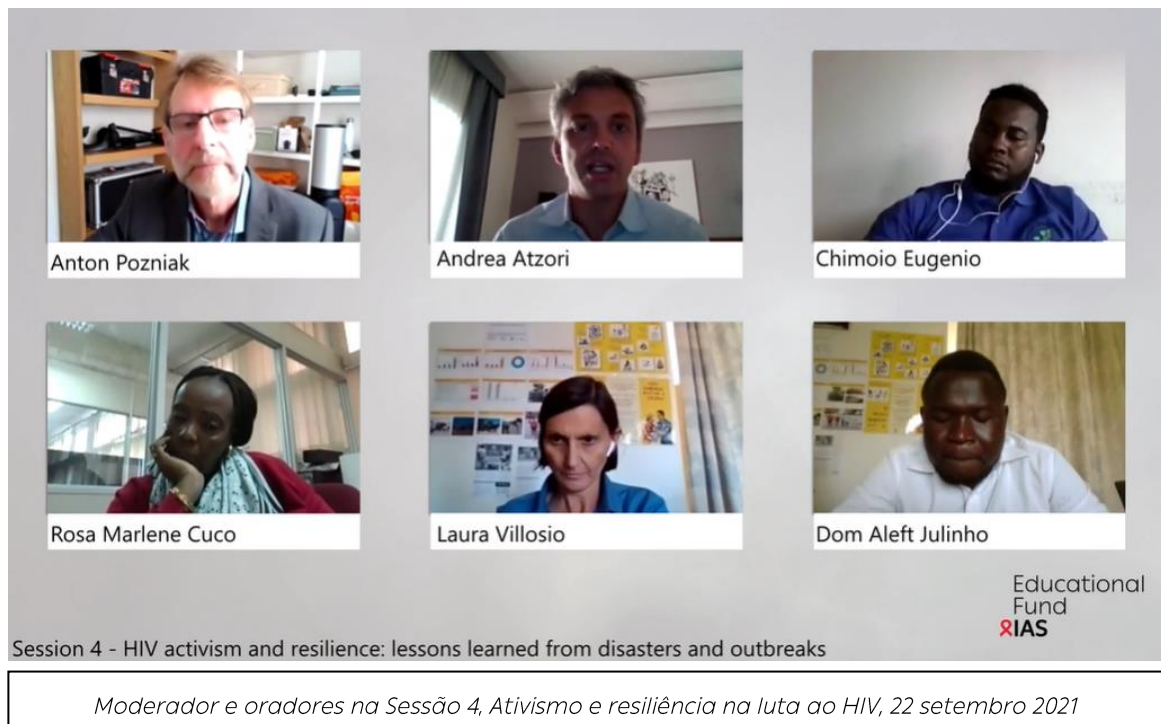 Anton Pozniak
Andrea Atzori
Chimoio Eugenio
Rosa Marlene Cuco
Laura Villosio
Dom Aleft Julinho
Educational
Fund
IAS
Session 4 - HIV activism and resilience: lessons learned from disasters and outbreaks
Moderador e oradores na Sessão 4, Ativismo e resiliência na luta ao HIV, 22 setembro 2021